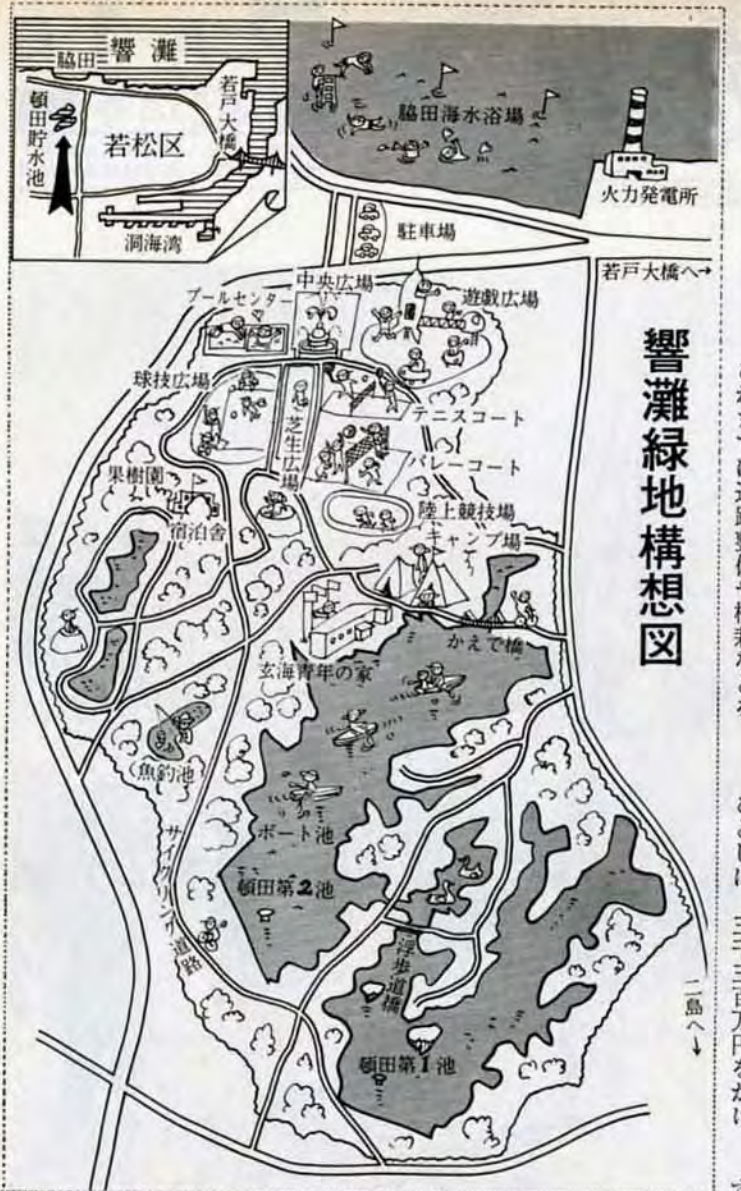 響灘緑地構想図
響灘
脇田
若戸大橋
頓田貯水池
若松区
洞海湾
脇田海水浴場
火力発電所
駐車場
若戸大橋へ→
中央広場
プールセンター
遊戯広場
球技広場
芝生広場
テニスコート
バレーコート
果樹園
宿泊舎
陸上競技場
キャンプ場
玄海青年の家
かえで橋
魚釣池
ボート池
サイクリング道路
頓田第2池
浮歩道橋
頓田第1池
二島へ→